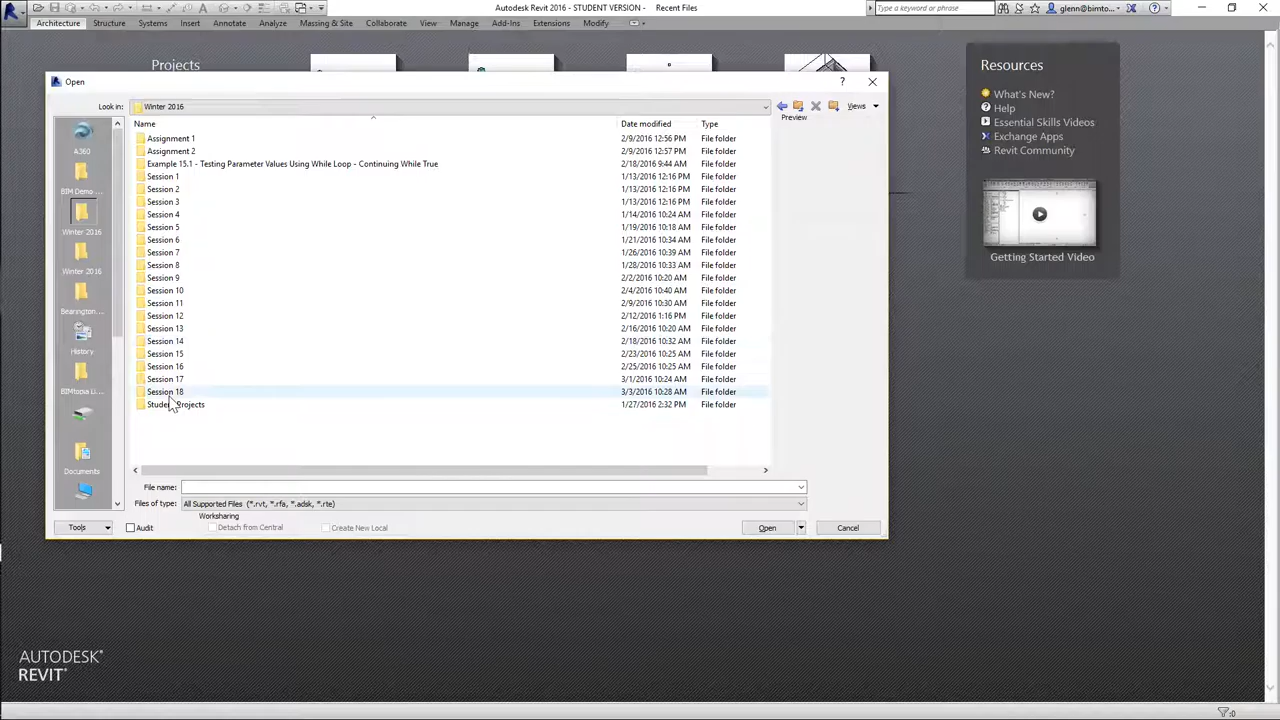 Autodesk Revit 2016 - STUDENT VERSION - Recent Files
Type a keyword or phrase
glenn@bimto...
Architecture Structure Systems Insert Annotate Analyze Massing & Site Collaborate View Manage Add-Ins Extensions Modify
Projects
Resources
What's New?
Help
Essential Skills Videos
Exchange Apps
Revit Community
Getting Started Video
Open
Look in: Winter 2016
Views
Preview
Name Date modified Type
Assignment 1 2/9/2016 12:56 PM File folder
Assignment 2 2/9/2016 12:57 PM File folder
Example 15.1 - Testing Parameter Values Using While Loop - Continuing While True 2/18/2016 9:44 AM File folder
Session 1 1/13/2016 12:16 PM File folder
Session 2 1/13/2016 12:16 PM File folder
Session 3 1/13/2016 12:16 PM File folder
Session 4 1/14/2016 10:24 AM File folder
Session 5 1/19/2016 10:18 AM File folder
Session 6 1/21/2016 10:34 AM File folder
Session 7 1/26/2016 10:39 AM File folder
Session 8 1/28/2016 10:33 AM File folder
Session 9 2/2/2016 10:20 AM File folder
Session 10 2/4/2016 10:40 AM File folder
Session 11 2/9/2016 10:30 AM File folder
Session 12 2/12/2016 1:16 PM File folder
Session 13 2/16/2016 10:20 AM File folder
Session 14 2/18/2016 10:32 AM File folder
Session 15 2/23/2016 10:25 AM File folder
Session 16 2/25/2016 10:25 AM File folder
Session 17 3/1/2016 10:24 AM File folder
Session 18 3/3/2016 10:28 AM File folder
Student Projects 1/27/2016 2:32 PM File folder
A360
BIM Demo ...
Winter 2016
Winter 2016
Bearington...
History
BIMtopia Li...
Documents
File name:
Files of type: All Supported Files (*.rvt, *.rfa, *.adsk, *.rte)
Worksharing
Tools
Audit
Detach from Central
Create New Local
Open
Cancel
AUTODESK®
REVIT®
:0